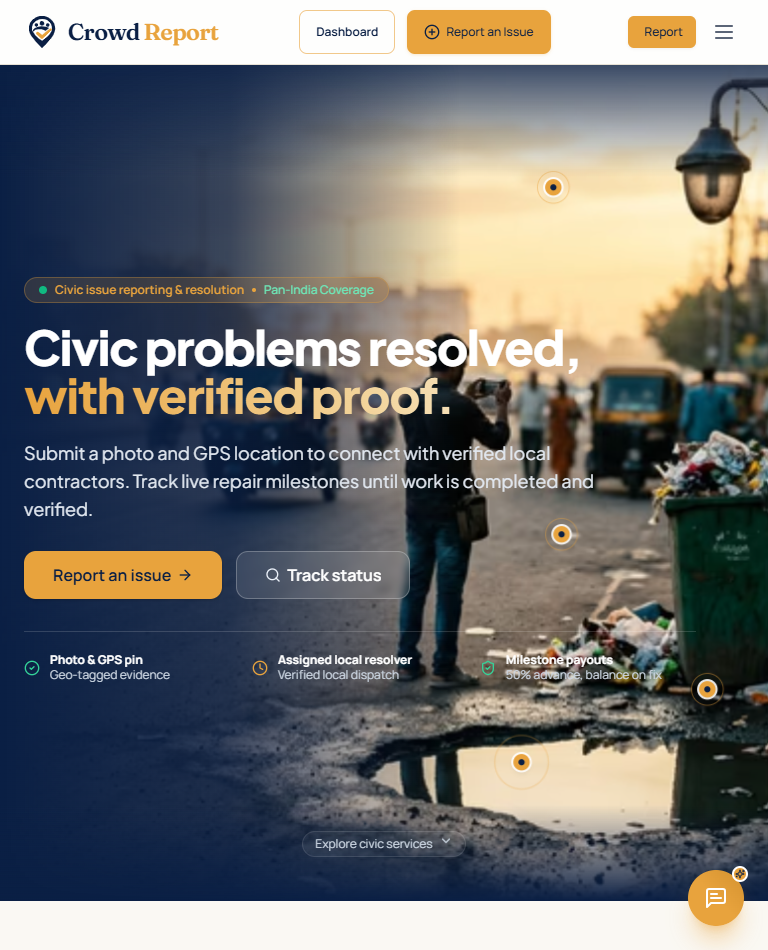 Crowd Report
Dashboard
Report an Issue
Report
Civic issue reporting & resolution • Pan-India Coverage
Civic problems resolved,
with verified proof.
Submit a photo and GPS location to connect with verified local
contractors. Track live repair milestones until work is completed and
verified.
Report an issue →
Track status
Photo & GPS pin
Geo-tagged evidence
Assigned local resolver
Verified local dispatch
Milestone payouts
50% advance, balance on fix
Explore civic services